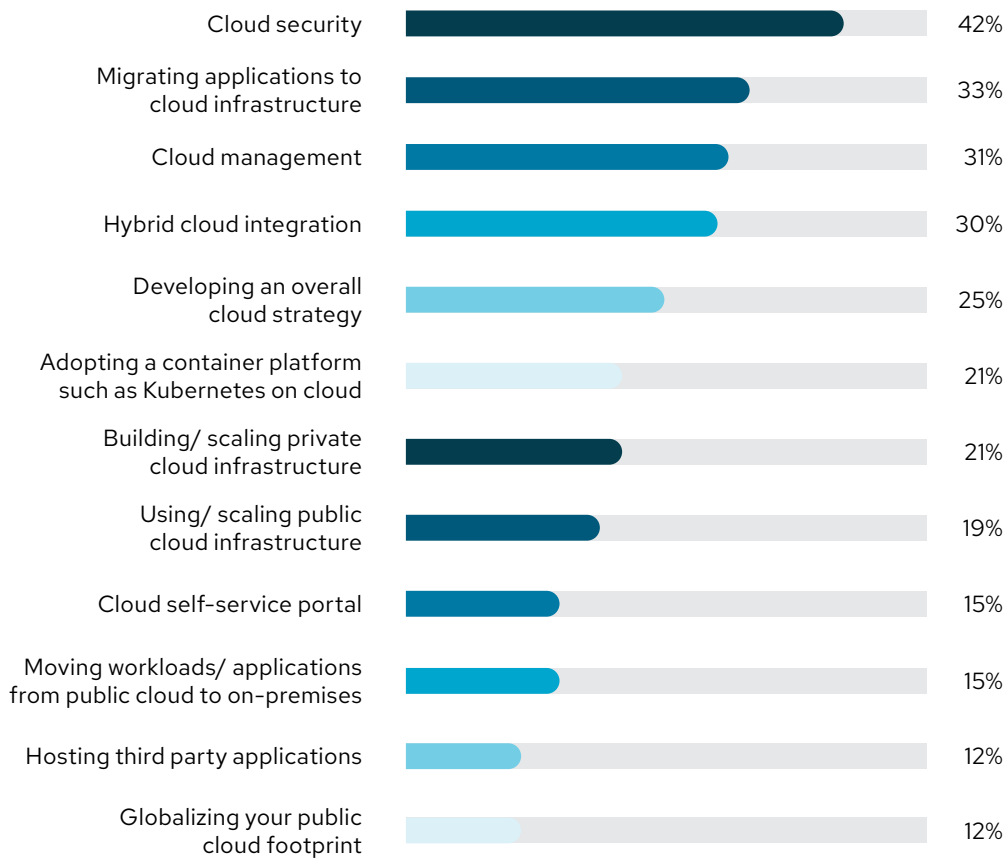 Cloud security 42%
Migrating applications to
cloud infrastructure 33%
Cloud management 31%
Hybrid cloud integration 30%
Developing an overall
cloud strategy 25%
Adopting a container platform
such as Kubernetes on cloud 21%
Building/ scaling private
cloud infrastructure 21%
Using/ scaling public
cloud infrastructure 19%
Cloud self-service portal 15%
Moving workloads/ applications
from public cloud to on-premises 15%
Hosting third party applications 12%
Globalizing your public
cloud footprint 12%